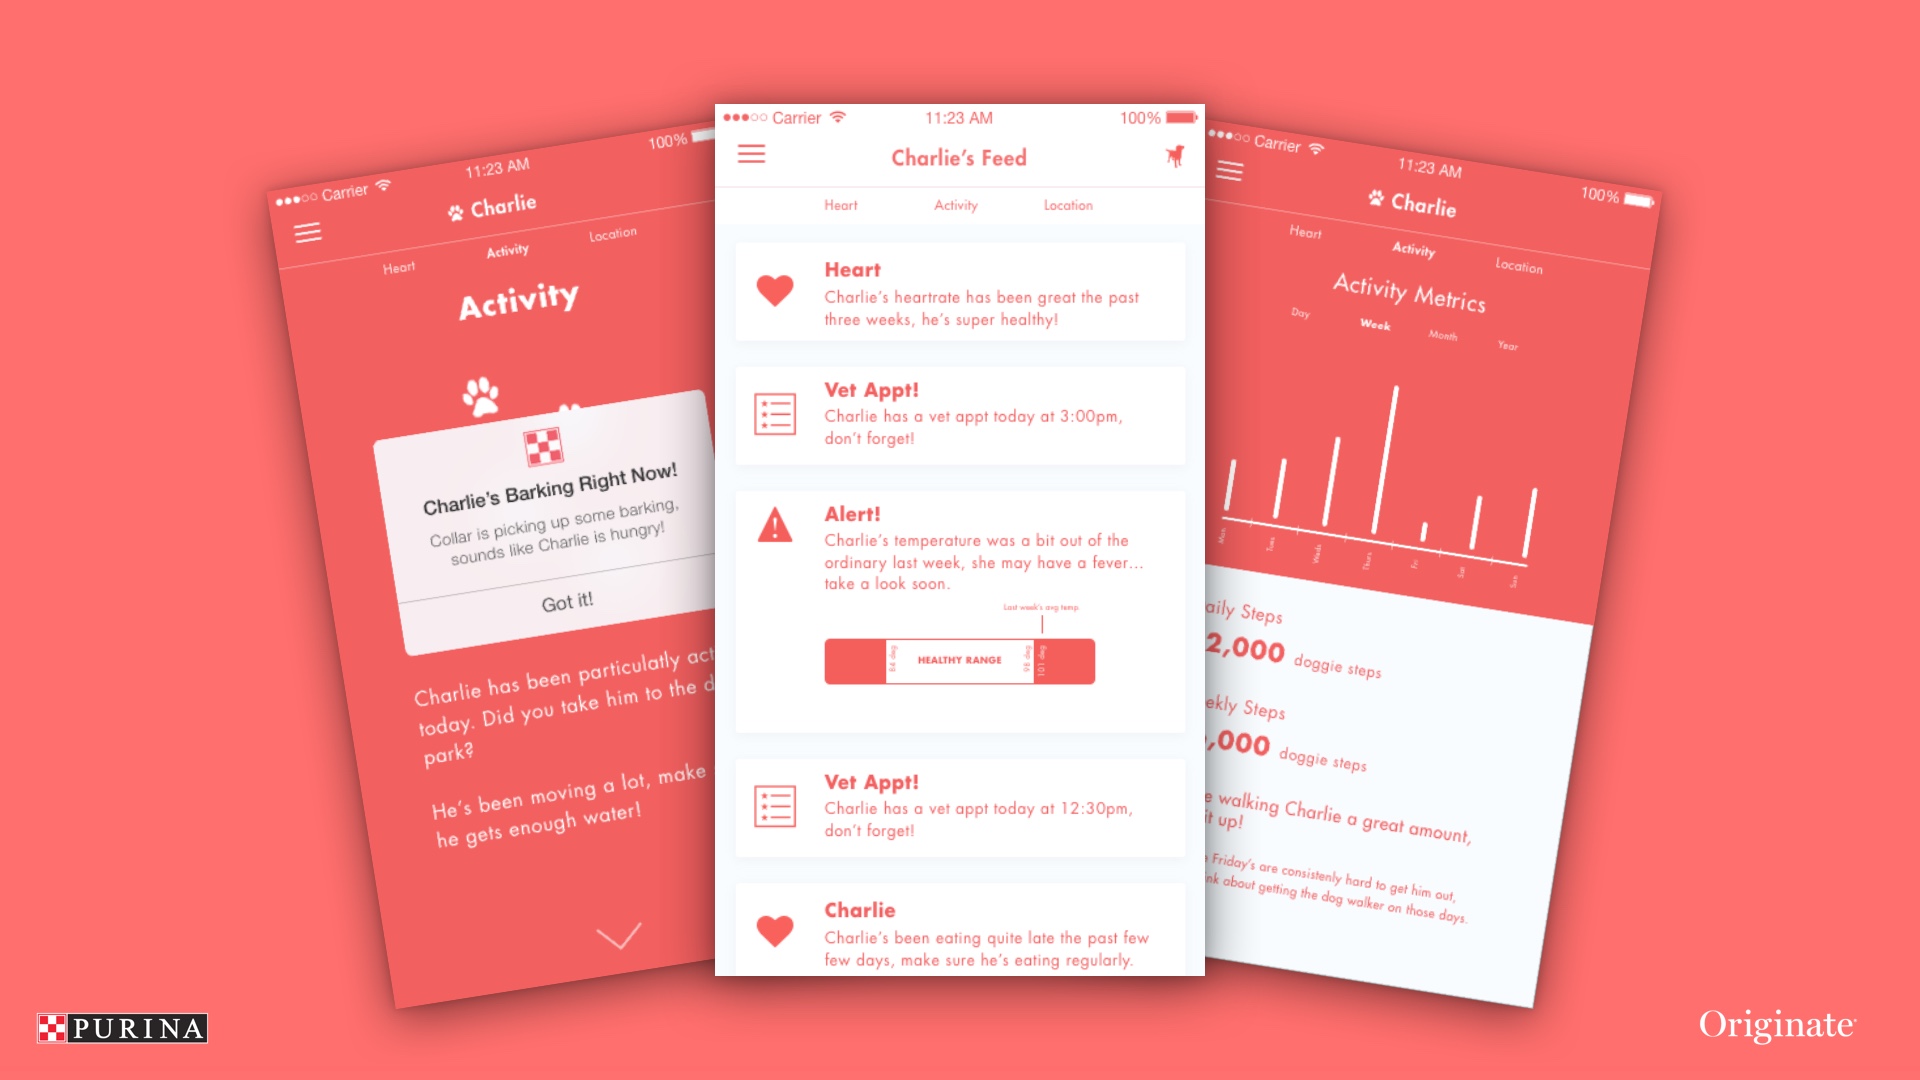 Carrier
11:23 AM
100%
Charlie
Heart
Activity
Location
Activity
Charlie's Barking Right Now!
Collar is picking up some barking,
sounds like Charlie is hungry!
Got it!
Charlie has been particulatly act
today. Did you take him to the d
park?
He's been moving a lot, make
he gets enough water!
Carrier
11:23 AM
100%
Charlie's Feed
Heart
Activity
Location
Heart
Charlie's heartrate has been great the past
three weeks, he's super healthy!
Vet Appt!
Charlie has a vet appt today at 3:00pm,
don't forget!
Alert!
Charlie's temperature was a bit out of the
ordinary last week, she may have a fever...
take a look soon.
Last week's avg temp
HEALTHY RANGE
98 deg
101 deg
Vet Appt!
Charlie has a vet appt today at 12:30pm,
don't forget!
Charlie
Charlie's been eating quite late the past few
few days, make sure he's eating regularly.
Carrier
11:23 AM
100%
Charlie
Heart
Activity
Location
Activity Metrics
Day
Week
Month
Year
Mon
Tues
Weds
Thurs
Fri
Sat
Sun
aily Steps
2,000 doggie steps
ekly Steps
,000 doggie steps
e walking Charlie a great amount,
it up!
Friday's are consistenly hard to get him out,
nk about getting the dog walker on those days.
PURINA
Originate